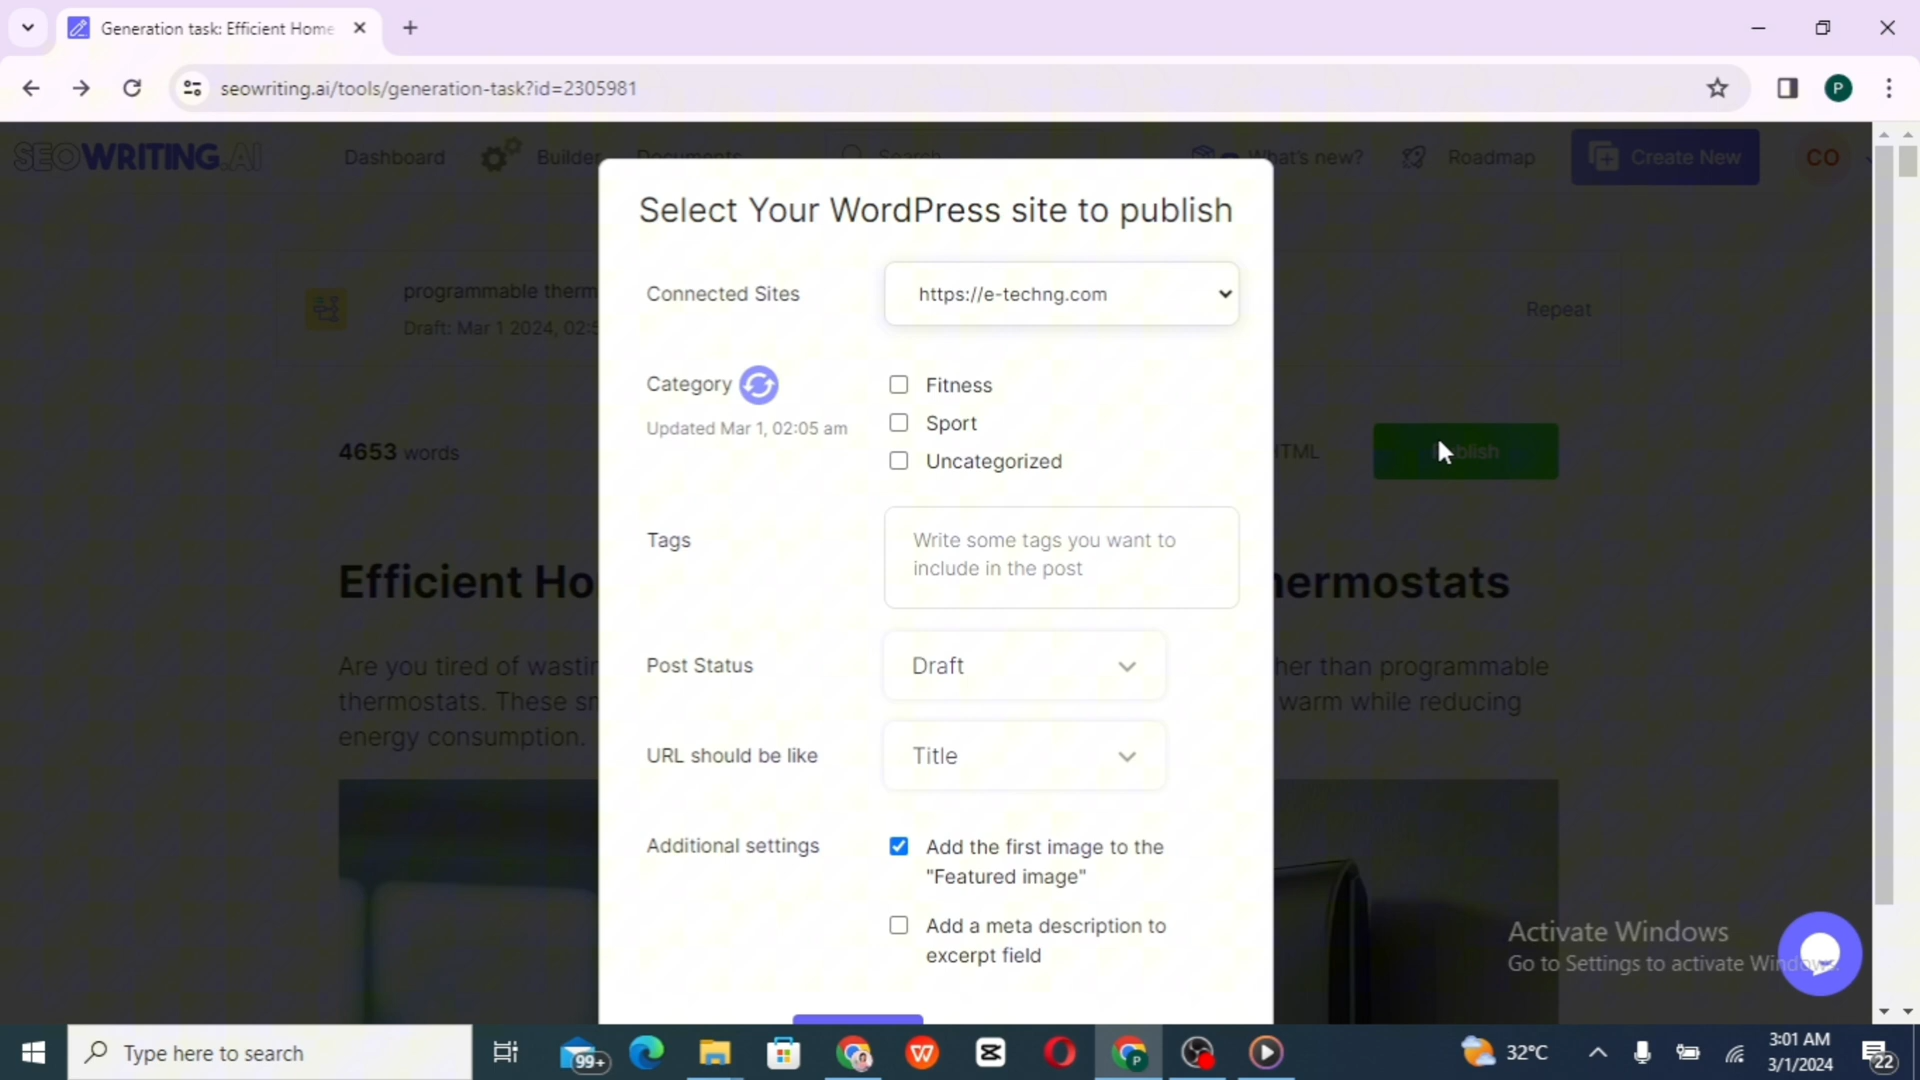 Generation task: Efficient Home
seowriting.ai/tools/generation-task?id=2305981
P
SEOWRITING.AI
Dashboard
Builder
Documents
Search
What's new?
Roadmap
Create New
CO
Select Your WordPress site to publish
programmable therm
Draft: Mar 1 2024, 02:5
Repeat
Connected Sites
https://e-techng.com
Category
Updated Mar 1, 02:05 am
Fitness
Sport
Uncategorized
4653 words
HTML
Publish
Tags
Write some tags you want to
include in the post
Efficient Ho
hermostats
Are you tired of wastin
her than programmable
thermostats. These sm
warm while reducing
energy consumption.
Post Status
Draft
URL should be like
Title
Additional settings
Add the first image to the
"Featured image"
Add a meta description to
excerpt field
Activate Windows
Go to Settings to activate Windows.
Type here to search
99+
P
32°C
3:01 AM
3/1/2024
22